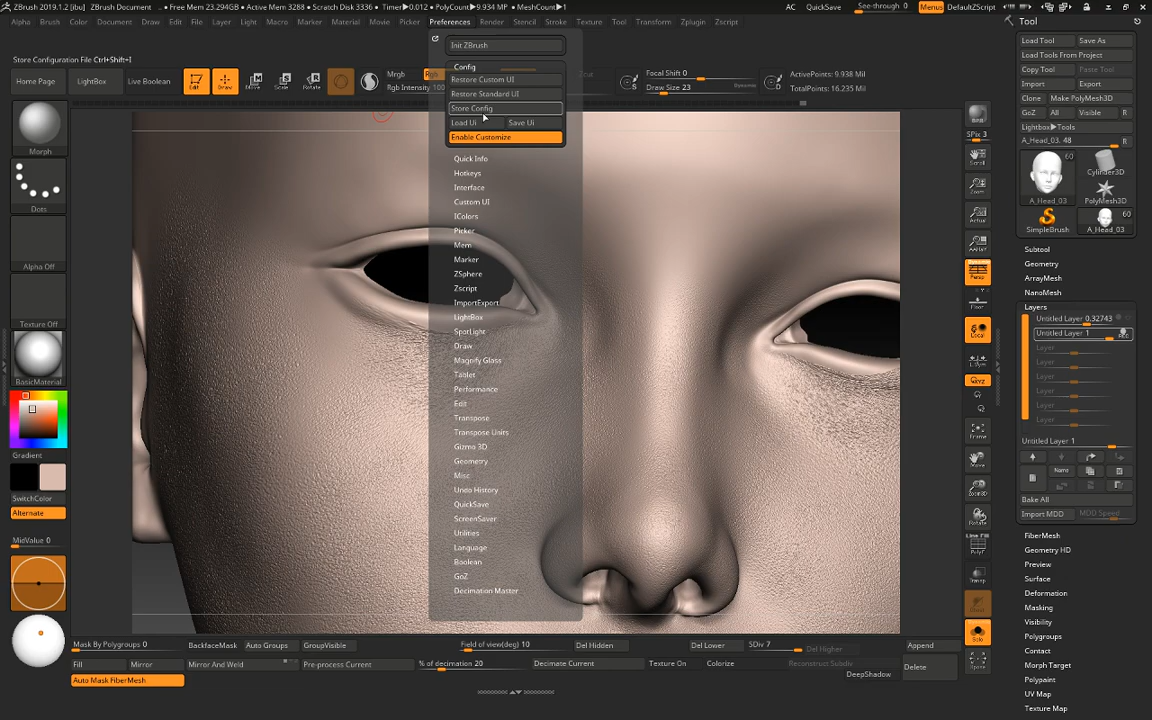 ZBrush 2019.1.2 [Ibu]   ZBrush Document   • Free Mem 23.294GB • Active Mem 3288 • Scratch Disk 3336 •   Timer▶0.012 • PolyCount▶9.934 MP   • MeshCount▶1   AC   QuickSave   See-through 0   Menus   DefaultZScript
Alpha Brush Color Document Draw Edit File Layer Light Macro Marker Material Movie Picker Preferences Render Stencil Stroke Texture Tool Transform Zplugin Zscript
Store Configuration File Ctrl+Shift+I
Home Page LightBox Live Boolean Edit Draw Move Scale Rotate Mrgb Rgb
Rgb Intensity 100
Focal Shift 0
Draw Size 23 Dynamic
ActivePoints: 9.938 Mil
TotalPoints: 16.235 Mil
Morph
Dots
Alpha Off
Texture Off
BasicMaterial
Gradient
SwitchColor
Alternate
MidValue 0
Init ZBrush
Config
Restore Custom UI
Restore Standard UI
Store Config
Load Ui Save Ui
Enable Customize
Quick Info
Hotkeys
Interface
Custom UI
IColors
Picker
Mem
Marker
ZSphere
Zscript
ImportExport
LightBox
SpotLight
Draw
Magnify Glass
Tablet
Performance
Edit
Transpose
Transpose Units
Gizmo 3D
Geometry
Misc
Undo History
QuickSave
ScreenSaver
Utilities
Language
Boolean
GoZ
Decimation Master
BPR
SPix 3
Scroll
Zoom
Actual
AAHalf
Dynamic
Persp
Floor
Local
L.Sym
Frame
Move
Zoom3D
Rotate
Line Fill
PolyF
Transp
Ghost
Solo
Xpose
Tool
Load Tool Save As
Load Tools From Project
Copy Tool Paste Tool
Import Export
Clone Make PolyMesh3D
GoZ All Visible R
Lightbox▶Tools
A_Head_03. 48 R
60
A_Head_03 Cylinder3D
PolyMesh3D
60
SimpleBrush A_Head_03
Subtool
Geometry
ArrayMesh
NanoMesh
Layers
Untitled Layer 0.32743
Untitled Layer 1 REC
Layer
Layer
Layer
Layer
Layer
Layer
Untitled Layer 1
Name
Bake All
Import MDD MDD Speed
FiberMesh
Geometry HD
Preview
Surface
Deformation
Masking
Visibility
Polygroups
Contact
Morph Target
Polypaint
UV Map
Texture Map
Mask By Polygroups 0 BackfaceMask Auto Groups GroupVisible Field of view(deg) 10 Del Hidden Del Lower SDiv 7 Del Higher Append
Fill Mirror Mirror And Weld Pre-process Current % of decimation 20 Decimate Current Texture On Colorize Reconstruct Subdiv Delete
Auto Mask FiberMesh DeepShadow